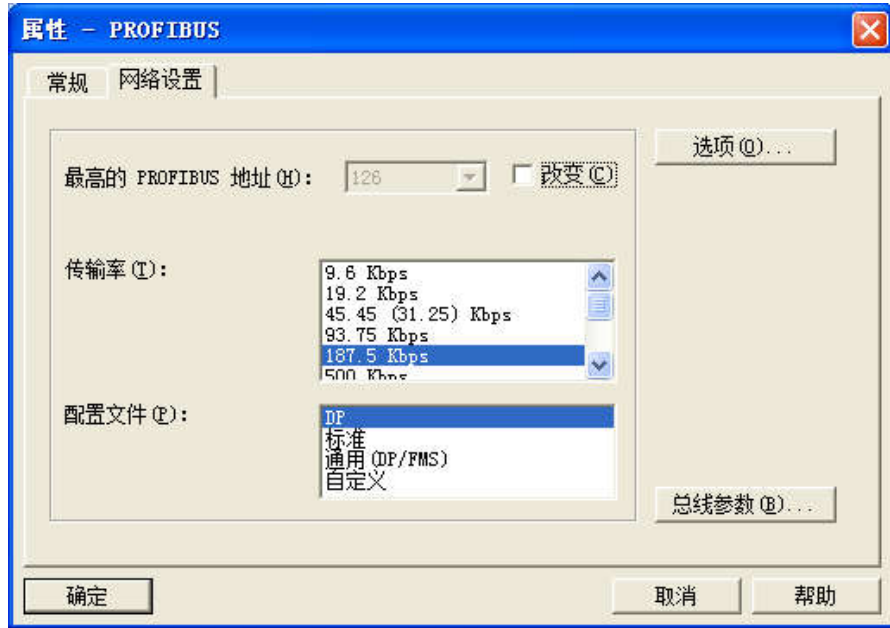 属性 - PROFIBUS
常规 网络设置
最高的 PROFIBUS 地址(H): 126 改变(C)
选项(O)...
传输率(T):
9.6 Kbps
19.2 Kbps
45.45 (31.25) Kbps
93.75 Kbps
187.5 Kbps
500 Kbps
配置文件(P):
DP
标准
通用(DP/FMS)
自定义
总线参数(B)...
确定 取消 帮助